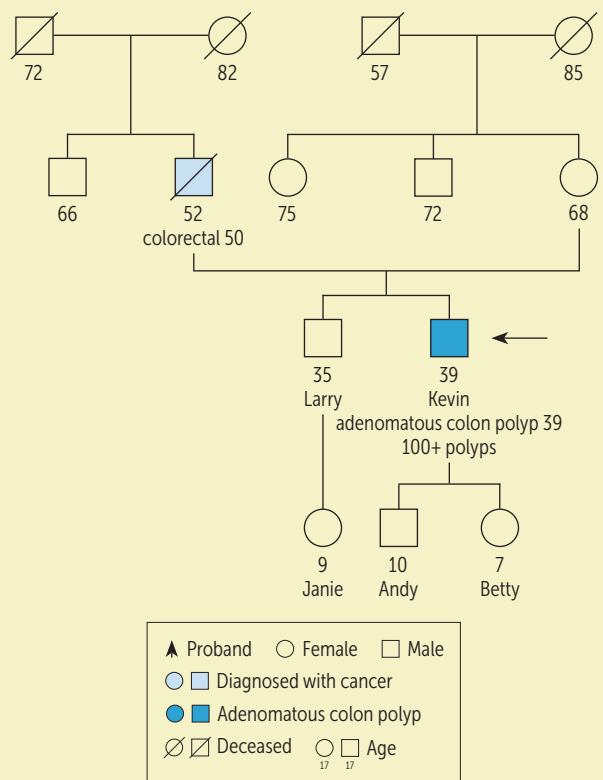 72 82 57 85
66 52 75 72 68
colorectal 50
35 39
Larry Kevin
adenomatous colon polyp 39
100+ polyps
9 10 7
Janie Andy Betty
Proband Female Male
Diagnosed with cancer
Adenomatous colon polyp
Deceased Age
17 17